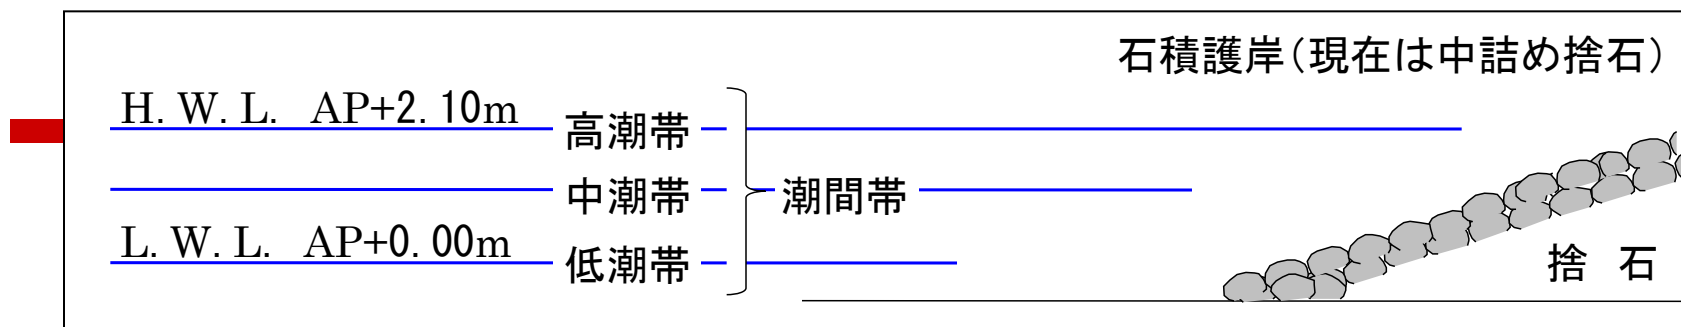 石積護岸（現在は中詰め捨石）
H.W.L. AP+2.10m
高潮帯
中潮帯
潮間帯
L.W.L. AP+0.00m
低潮帯
捨 石